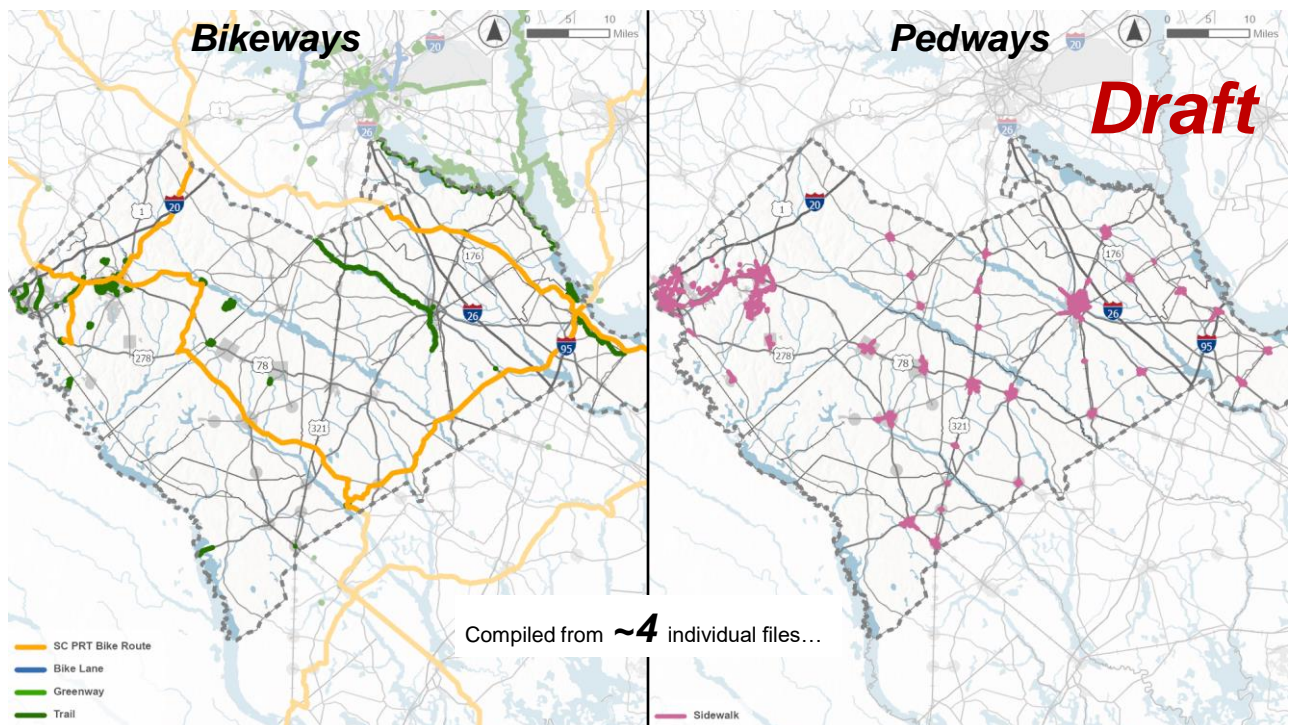 Bikeways
0 5 10
Miles
20
1
26
20
1
176
26
95
278
78
321
SC PRT Bike Route
Bike Lane
Greenway
Trail
Pedways
0 5 10
Miles
Draft
20
1
26
20
1
176
26
95
278
78
321
Sidewalk
Compiled from ~4 individual files…